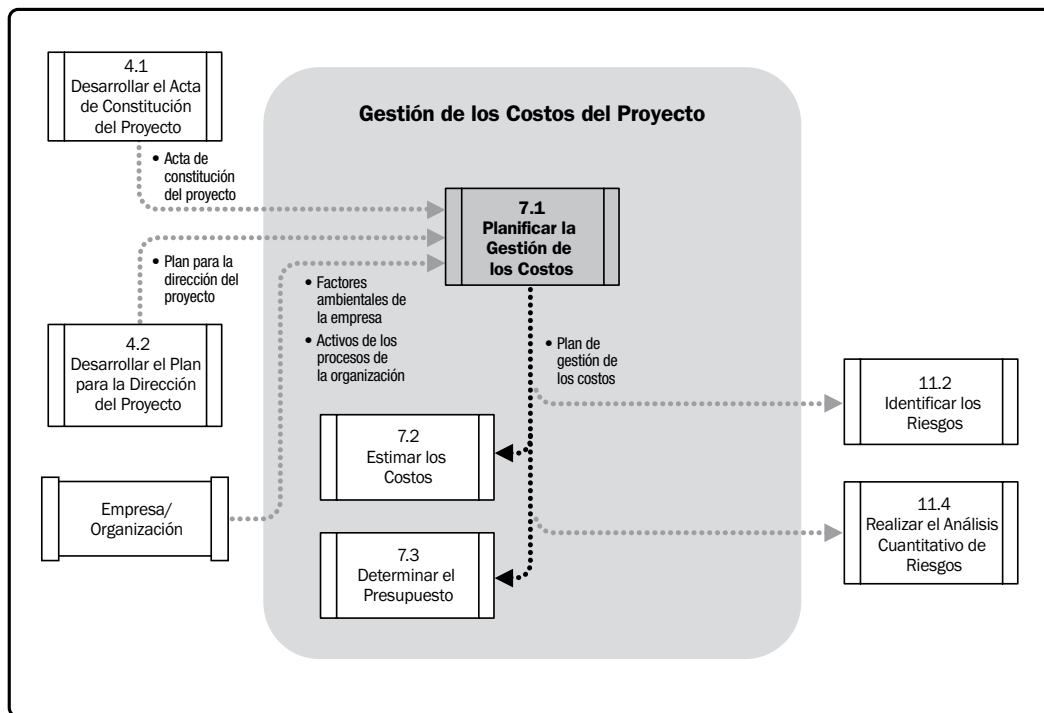 4.1
Desarrollar el Acta
de Constitución
del Proyecto
• Acta de
constitución
del proyecto
Gestión de los Costos del Proyecto
7.1
Planificar la
Gestión de
los Costos
• Plan para la
dirección del
proyecto
4.2
Desarrollar el Plan
para la Dirección
del Proyecto
• Factores
ambientales de
la empresa
• Activos de los
procesos de
la organización
Empresa/
Organización
• Plan de
gestión de
los costos
7.2
Estimar los
Costos
7.3
Determinar el
Presupuesto
11.2
Identificar los
Riesgos
11.4
Realizar el Análisis
Cuantitativo de
Riesgos